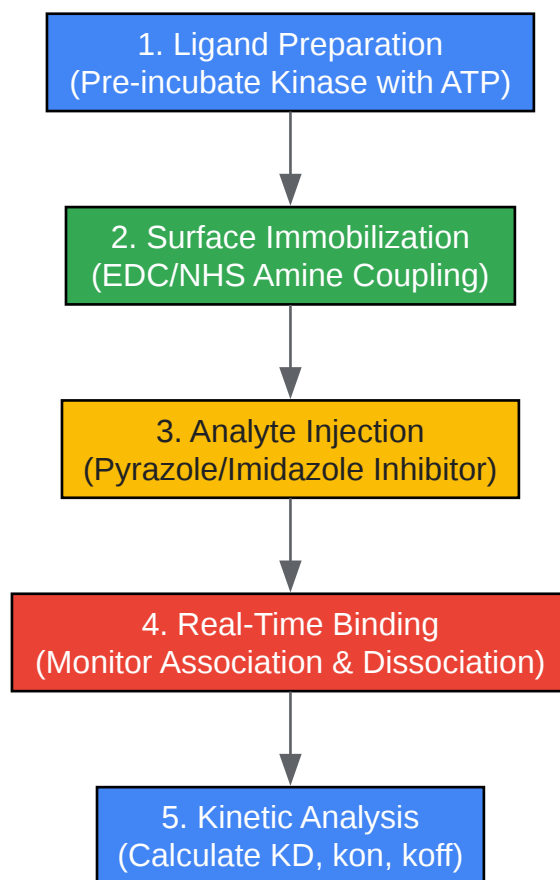 1. Ligand Preparation
(Pre-incubate Kinase with ATP)
2. Surface Immobilization
(EDC/NHS Amine Coupling)
3. Analyte Injection
(Pyrazole/Imidazole Inhibitor)
4. Real-Time Binding
(Monitor Association & Dissociation)
5. Kinetic Analysis
(Calculate KD, kon, koff)